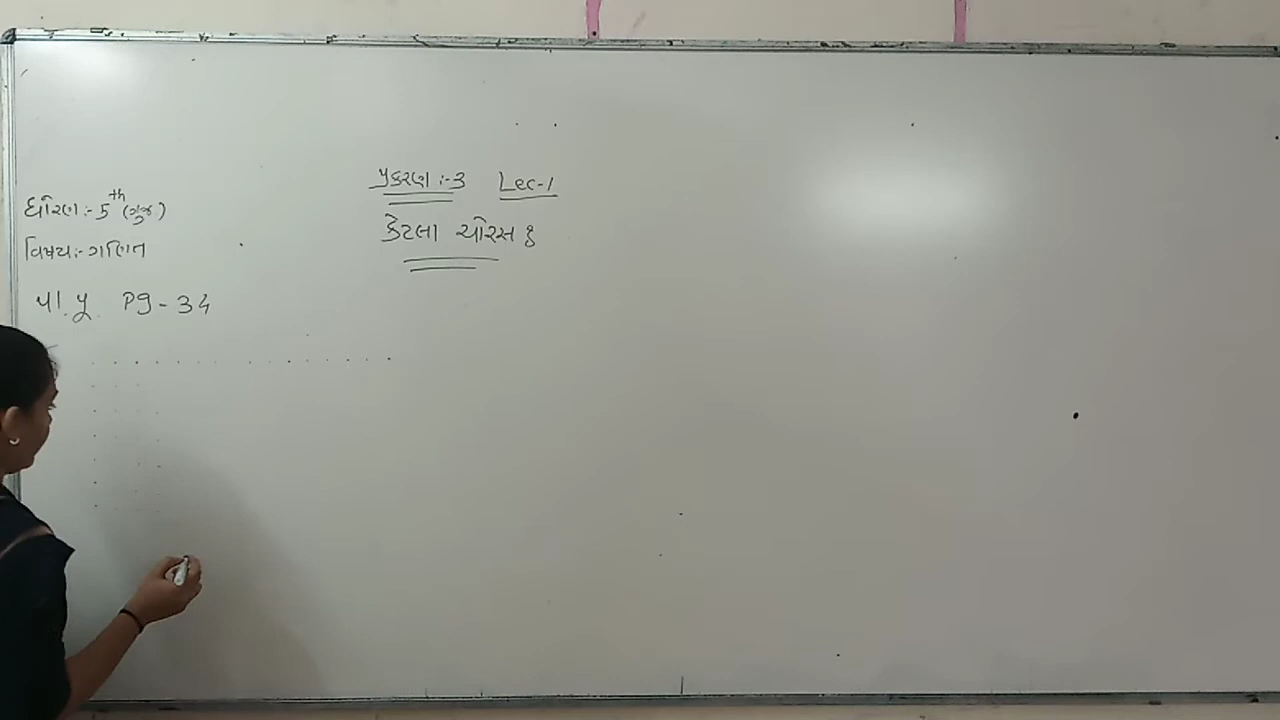 પ્રકરણ :- 3 Lec-1
કેટલા ચોરસ ?
ધોરણ :- 5th (ગુજ)
વિષય :- ગણિત
પા. પૂ. Pg - 34